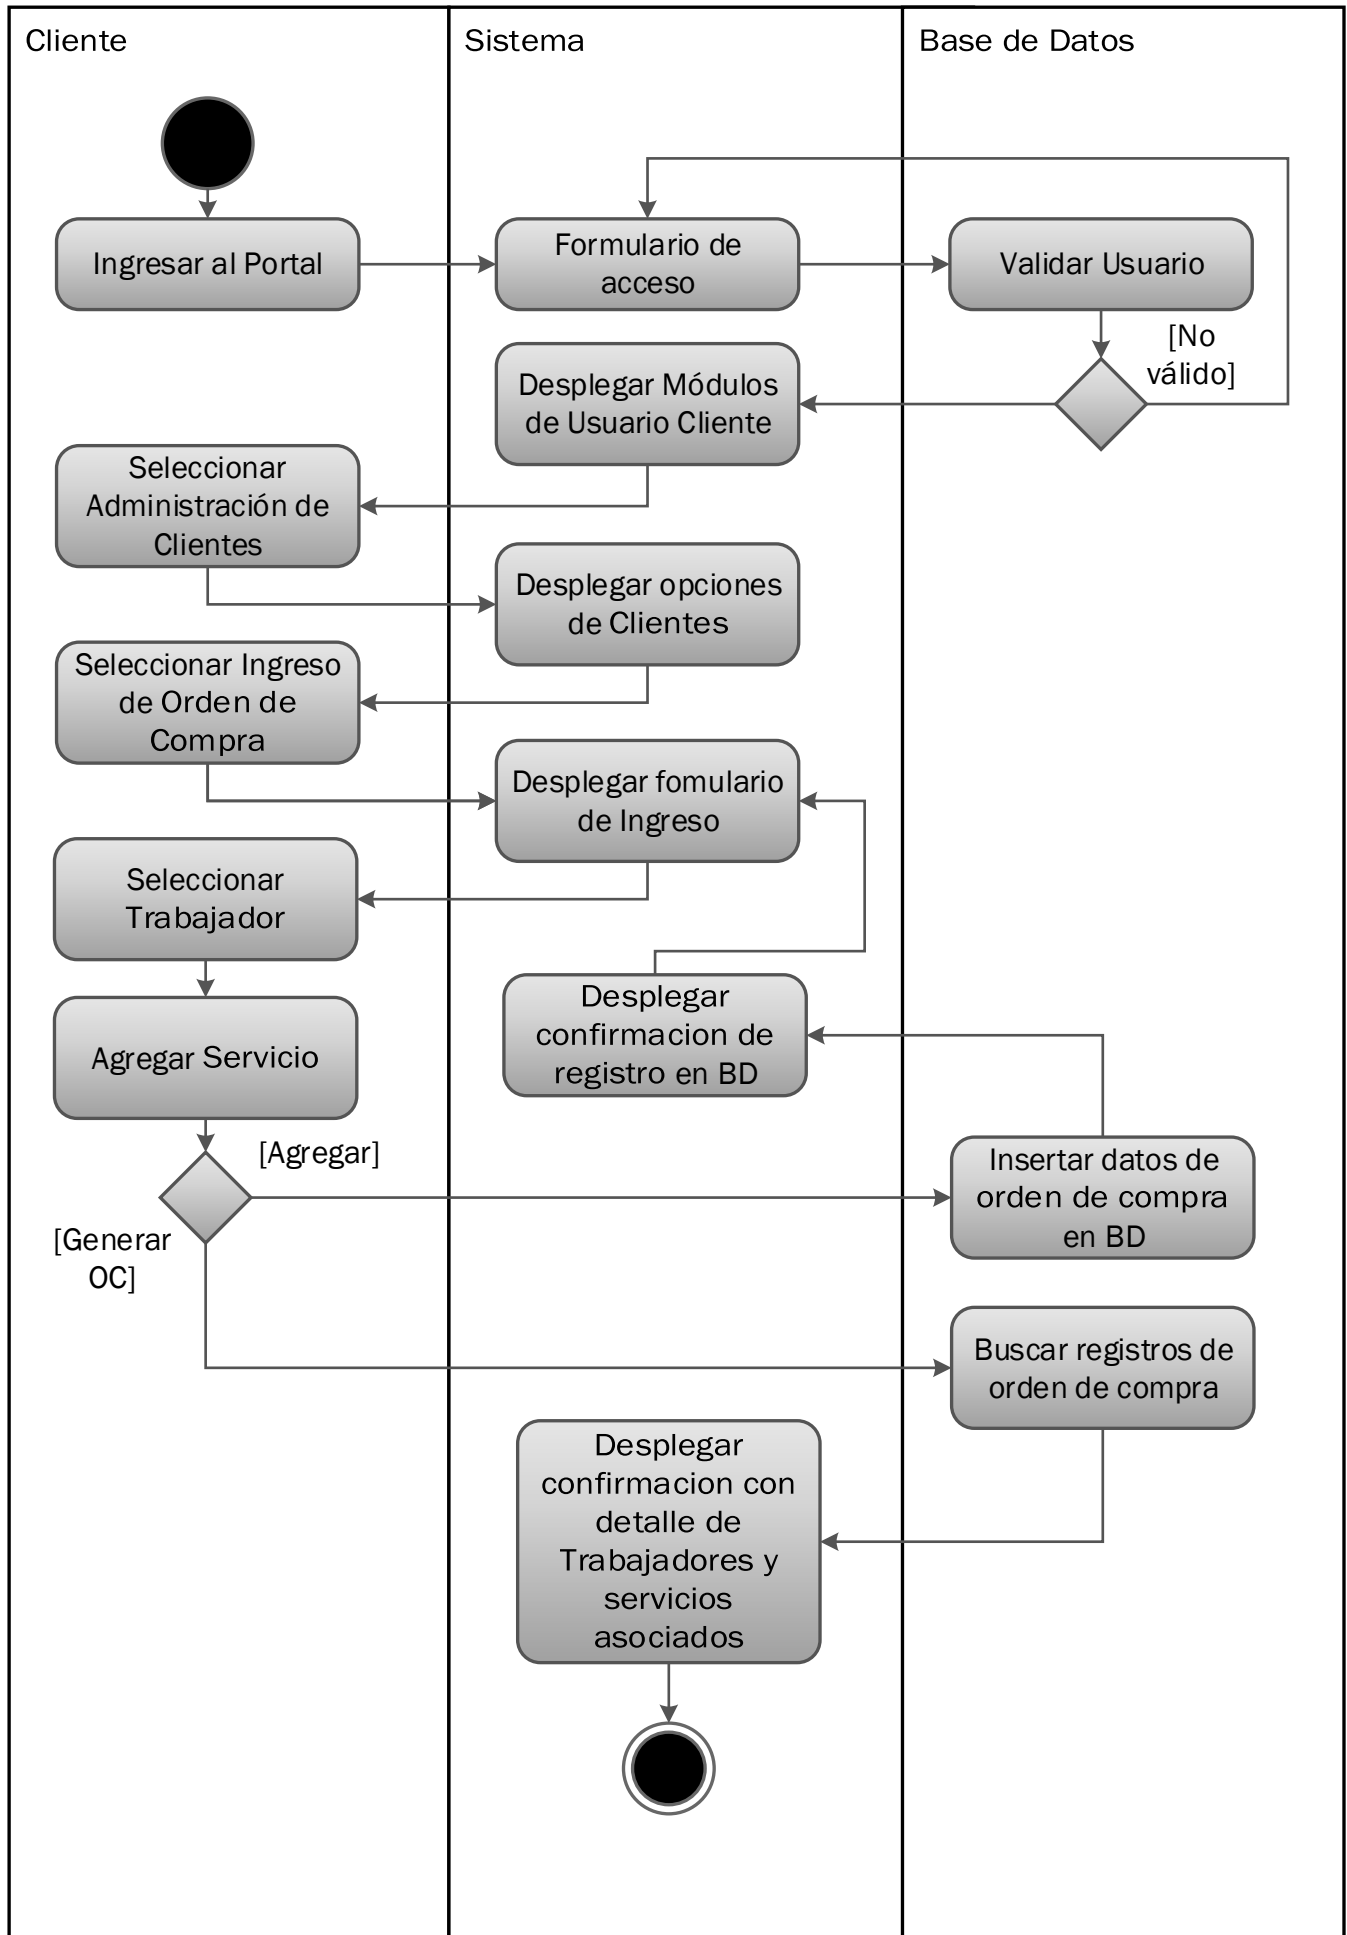 Cliente
Sistema
Base de Datos
Ingresar al Portal
Formulario de
acceso
Validar Usuario
[No
válido]
Desplegar Módulos
de Usuario Cliente
Seleccionar
Administración de
Clientes
Desplegar opciones
de Clientes
Seleccionar Ingreso
de Orden de
Compra
Desplegar fomulario
de Ingreso
Seleccionar
Trabajador
Desplegar
confirmacion de
registro en BD
Agregar Servicio
[Agregar]
Insertar datos de
orden de compra
en BD
[Generar
OC]
Buscar registros de
orden de compra
Desplegar
confirmacion con
detalle de
Trabajadores y
servicios
asociados